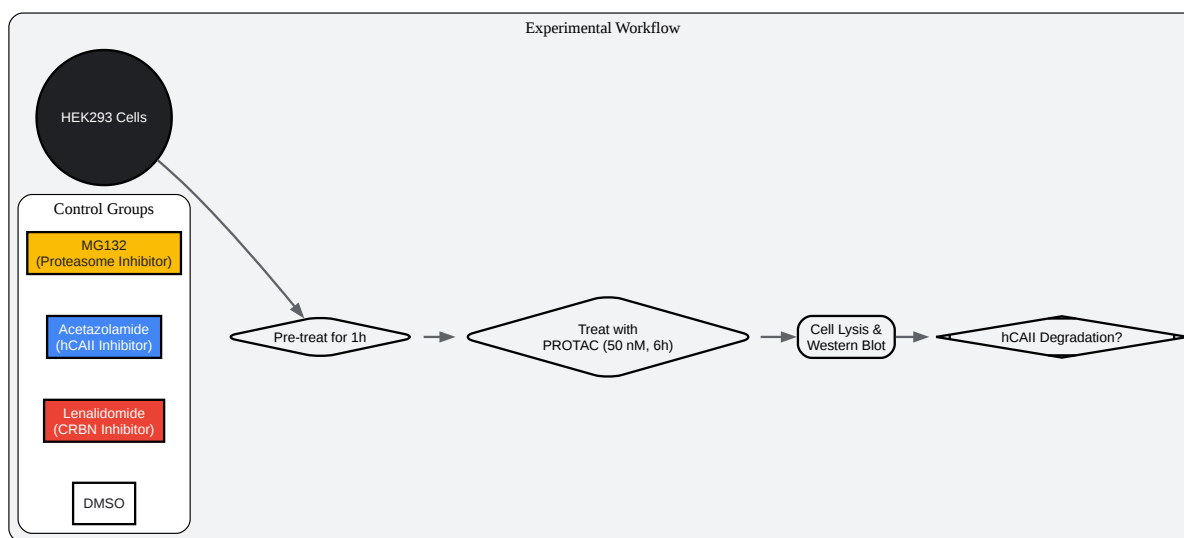 Experimental Workflow
HEK293 Cells
Control Groups
MG132
(Proteasome Inhibitor)
Acetazolamide
(hCAII Inhibitor)
Lenalidomide
(CRBN Inhibitor)
DMSO
Pre-treat for 1h
Treat with
PROTAC (50 nM, 6h)
Cell Lysis &
Western Blot
hCAII Degradation?